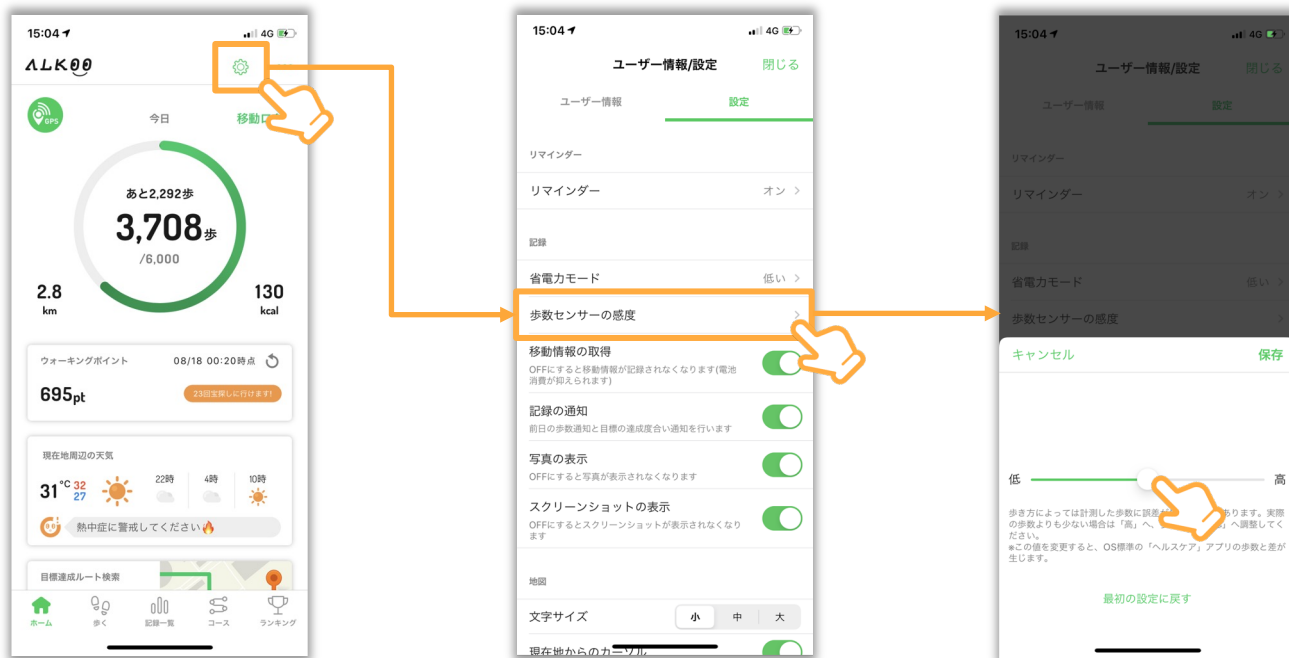 15:04
4G
ALKOO
GPS
今日
あと2,292歩
3,708歩
/6,000
2.8
km
130
kcal
ウォーキングポイント
08/18 00:20時点
695pt
23回宝探しに行けます!
現在地周辺の天気
31°C 32
27
22時
4時
10時
熱中症に警戒してください
目標達成ルート検索
ホーム
歩く
記録一覧
コース
ランキング
15:04
4G
ユーザー情報/設定
閉じる
ユーザー情報
設定
リマインダー
リマインダー
オン
記録
省電力モード
低い
歩数センサーの感度
移動情報の取得
OFFにすると移動情報が記録されなくなります(電池
消費が抑えられます)
記録の通知
前日の歩数通知と目標の達成度合い通知を行います
写真の表示
OFFにすると写真が表示されなくなります
スクリーンショットの表示
OFFにするとスクリーンショットが表示されなくなり
ます
地図
文字サイズ
小
中
大
現在地からのカーソル
15:04
4G
ユーザー情報/設定
閉じる
ユーザー情報
設定
リマインダー
リマインダー
オン
記録
省電力モード
低い
歩数センサーの感度
キャンセル
保存
低
高
歩き方によっては計測した歩数に誤差 あります。実際
の歩数よりも少ない場合は「高」へ、 」へ調整してく
ださい。
※この値を変更すると、OS標準の「ヘルスケア」アプリの歩数と差が
生じます。
最初の設定に戻す